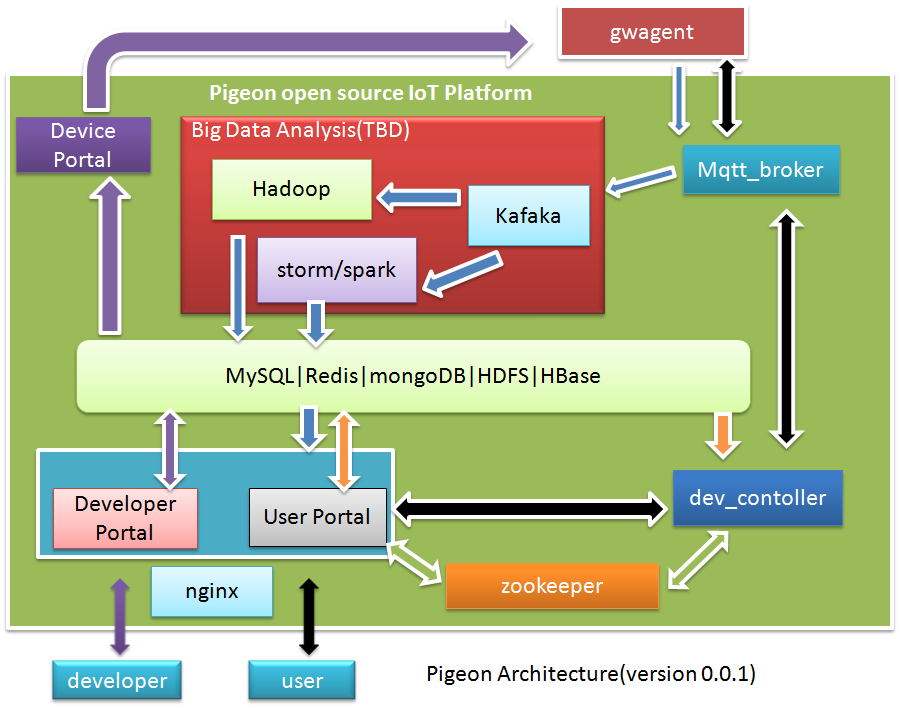 gwagent
Pigeon open source IoT Platform
Device
Portal
Big Data Analysis(TBD)
Mqtt_broker
Hadoop
Kafaka
storm/spark
MySQL|Redis|mongoDB|HDFS|HBase
Developer
Portal
User Portal
dev_contoller
nginx
zookeeper
developer
user
Pigeon Architecture(version 0.0.1)